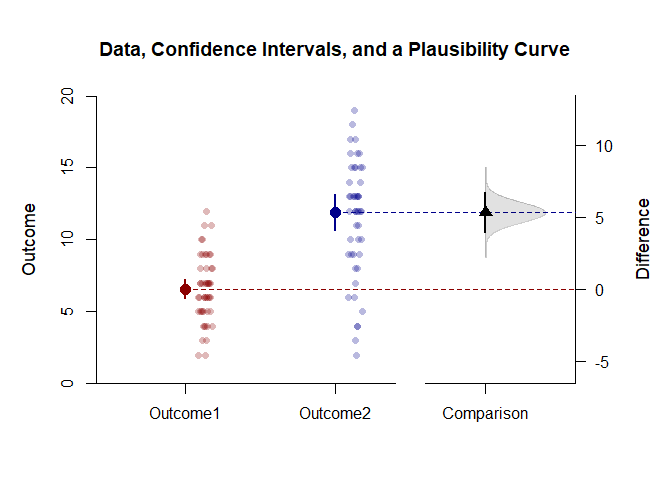 Data, Confidence Intervals, and a Plausibility Curve
Outcome
20
15
10
5
0
10
5
0
-5
Difference
Outcome1
Outcome2
Comparison